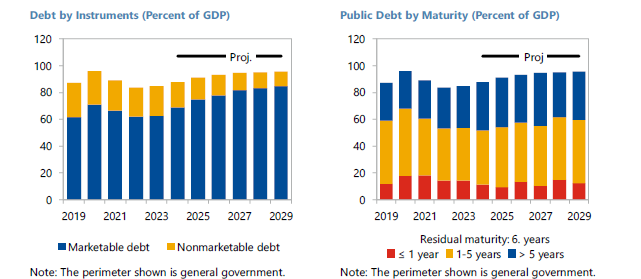 Debt by Instruments (Percent of GDP)
120
100
80
60
40
20
0
Proj.
2019 2021 2023 2025 2027 2029
Marketable debt Nonmarketable debt
Note: The perimeter shown is general government.
Public Debt by Maturity (Percent of GDP)
120
100
80
60
40
20
0
Proj
2019 2021 2023 2025 2027 2029
Residual maturity: 6. years
≤ 1 year 1-5 years > 5 years
Note: The perimeter shown is general government.